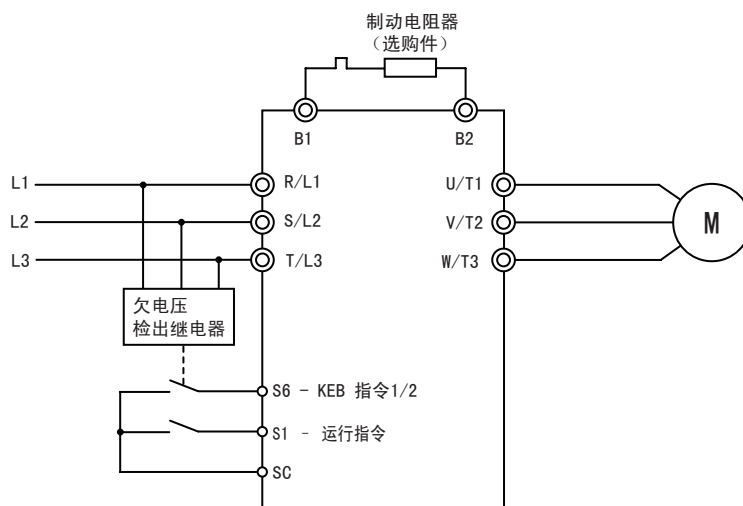 制动电阻器
（选购件）
B1
B2
L1
R/L1
U/T1
L2
S/L2
V/T2
M
L3
T/L3
W/T3
欠电压
检出继电器
S6 - KEB 指令1/2
S1 - 运行指令
SC